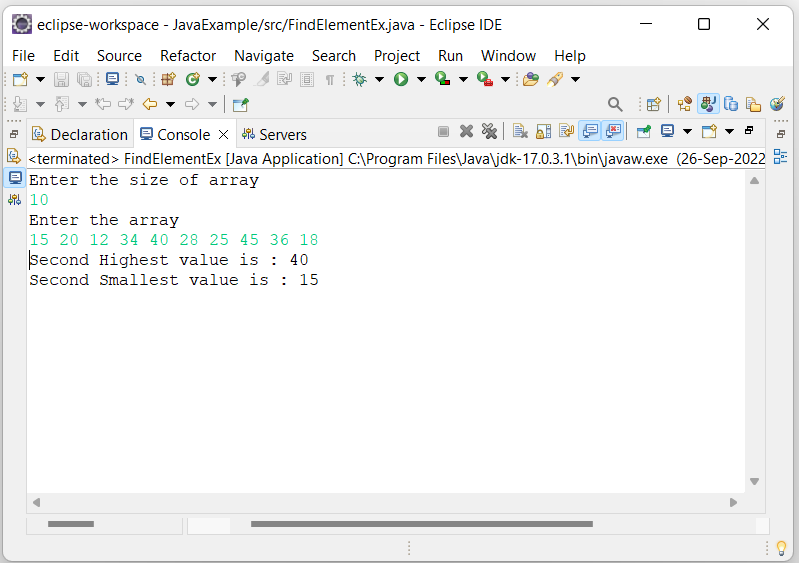 eclipse-workspace - JavaExample/src/FindElementEx.java - Eclipse IDE
File Edit Source Refactor Navigate Search Project Run Window Help
Declaration Console Servers
<terminated> FindElementEx [Java Application] C:\Program Files\Java\jdk-17.0.3.1\bin\javaw.exe (26-Sep-2022
Enter the size of array
10
Enter the array
15 20 12 34 40 28 25 45 36 18
Second Highest value is : 40
Second Smallest value is : 15